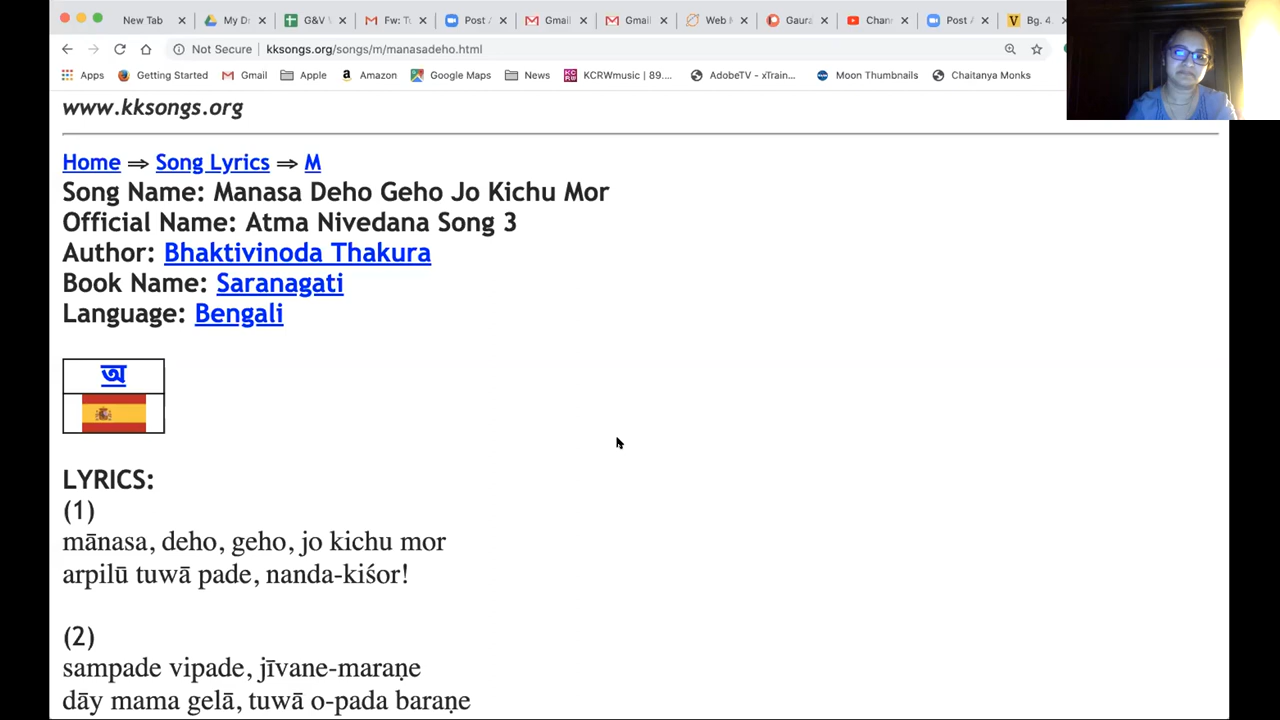 New Tab My Dr G&V Fw: T Post / Gmail Gmail Web M Gaura Chan Post / Bg. 4.
Not Secure kksongs.org/songs/m/manasadeho.html
Apps Getting Started Gmail Apple Amazon Google Maps News KCRWmusic | 89.... AdobeTV - xTrain... Moon Thumbnails Chaitanya Monks
www.kksongs.org
Home ⇒ Song Lyrics ⇒ M
Song Name: Manasa Deho Geho Jo Kichu Mor
Official Name: Atma Nivedana Song 3
Author: Bhaktivinoda Thakura
Book Name: Saranagati
Language: Bengali
অ
LYRICS:
(1)
mānasa, deho, geho, jo kichu mor
arpilū tuwā pade, nanda-kiśor!
(2)
sampade vipade, jīvane-maraṇe
dāy mama gelā, tuwā o-pada baraṇe